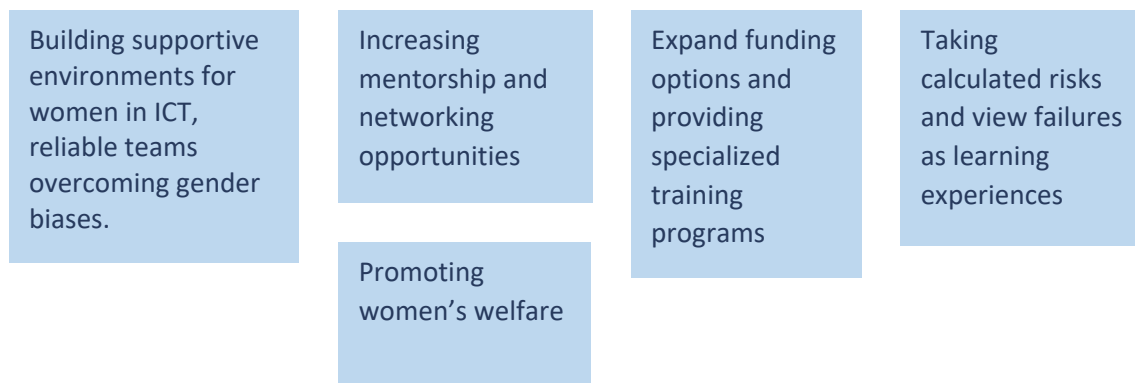 Building supportive
environments for
women in ICT,
reliable teams
overcoming gender
biases.
Increasing
mentorship and
networking
opportunities
Promoting
women’s welfare
Expand funding
options and
providing
specialized
training
programs
Taking
calculated risks
and view failures
as learning
experiences